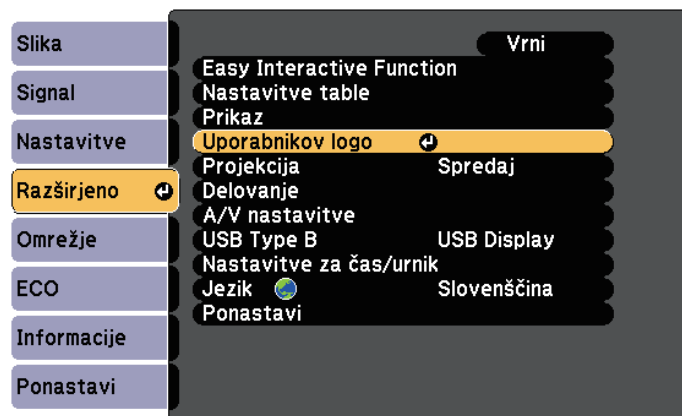 Slika
Signal
Nastavitve
Razširjeno
Omrežje
ECO
Informacije
Ponastavi
Vrni
Easy Interactive Function
Nastavitve table
Prikaz
Uporabnikov logo
Projekcija Spredaj
Delovanje
A/V nastavitve
USB Type B USB Display
Nastavitve za čas/urnik
Jezik Slovenščina
Ponastavi